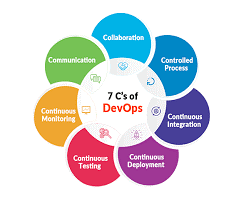 7 C's of
DevOps
Collaboration
Controlled
Process
Continuous
Integration
Continuous
Deployment
Continuous
Testing
Continuous
Monitoring
Communication